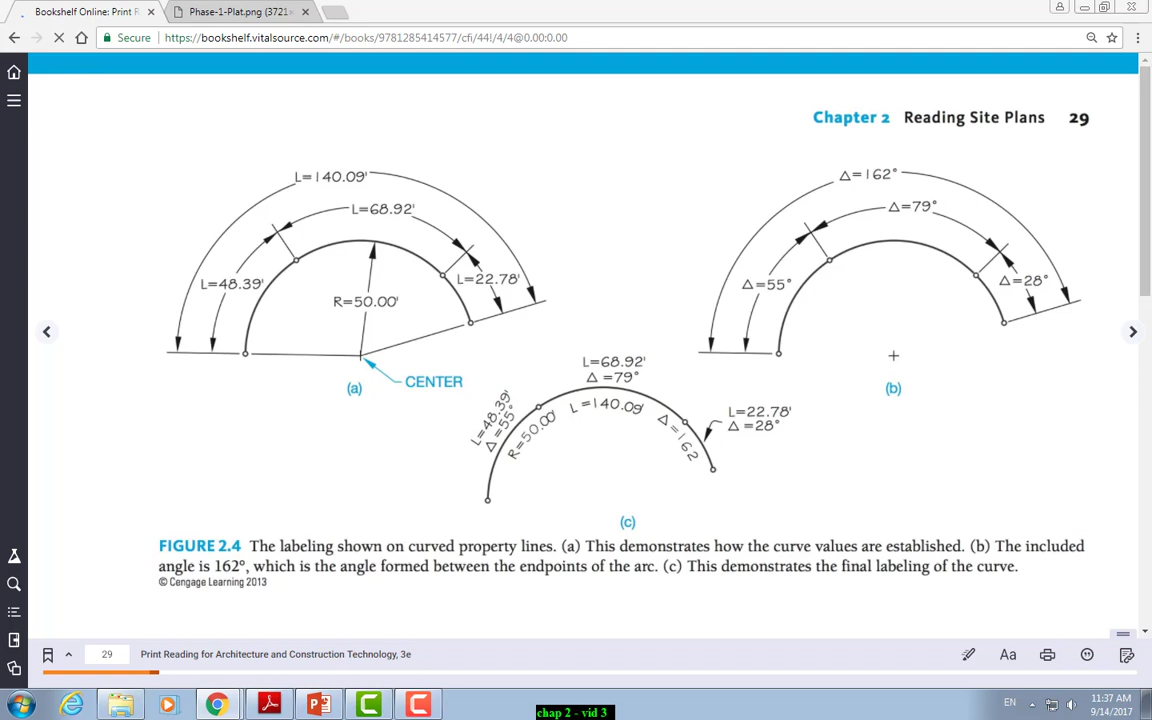 Bookshelf Online: Print R
Phase-1-Plat.png (3721×
Secure
https://bookshelf.vitalsource.com/#/books/9781285414577/cfi/44!/4/4@0.00:0.00
Chapter 2 Reading Site Plans 29
L=140.09'
L=68.92'
L=48.39'
L=22.78'
R=50.00'
CENTER
(a)
Δ=162°
Δ=79°
Δ=55°
Δ=28°
(b)
L=68.92'
Δ=79°
L=48.39'
Δ=55°
R=50.00'
L=140.09'
Δ=162
L=22.78'
Δ=28°
(c)
FIGURE 2.4 The labeling shown on curved property lines. (a) This demonstrates how the curve values are established. (b) The included
angle is 162°, which is the angle formed between the endpoints of the arc. (c) This demonstrates the final labeling of the curve.
© Cengage Learning 2013
29
Print Reading for Architecture and Construction Technology, 3e
Aa
EN
11:37 AM
9/14/2017
chap 2 - vid 3